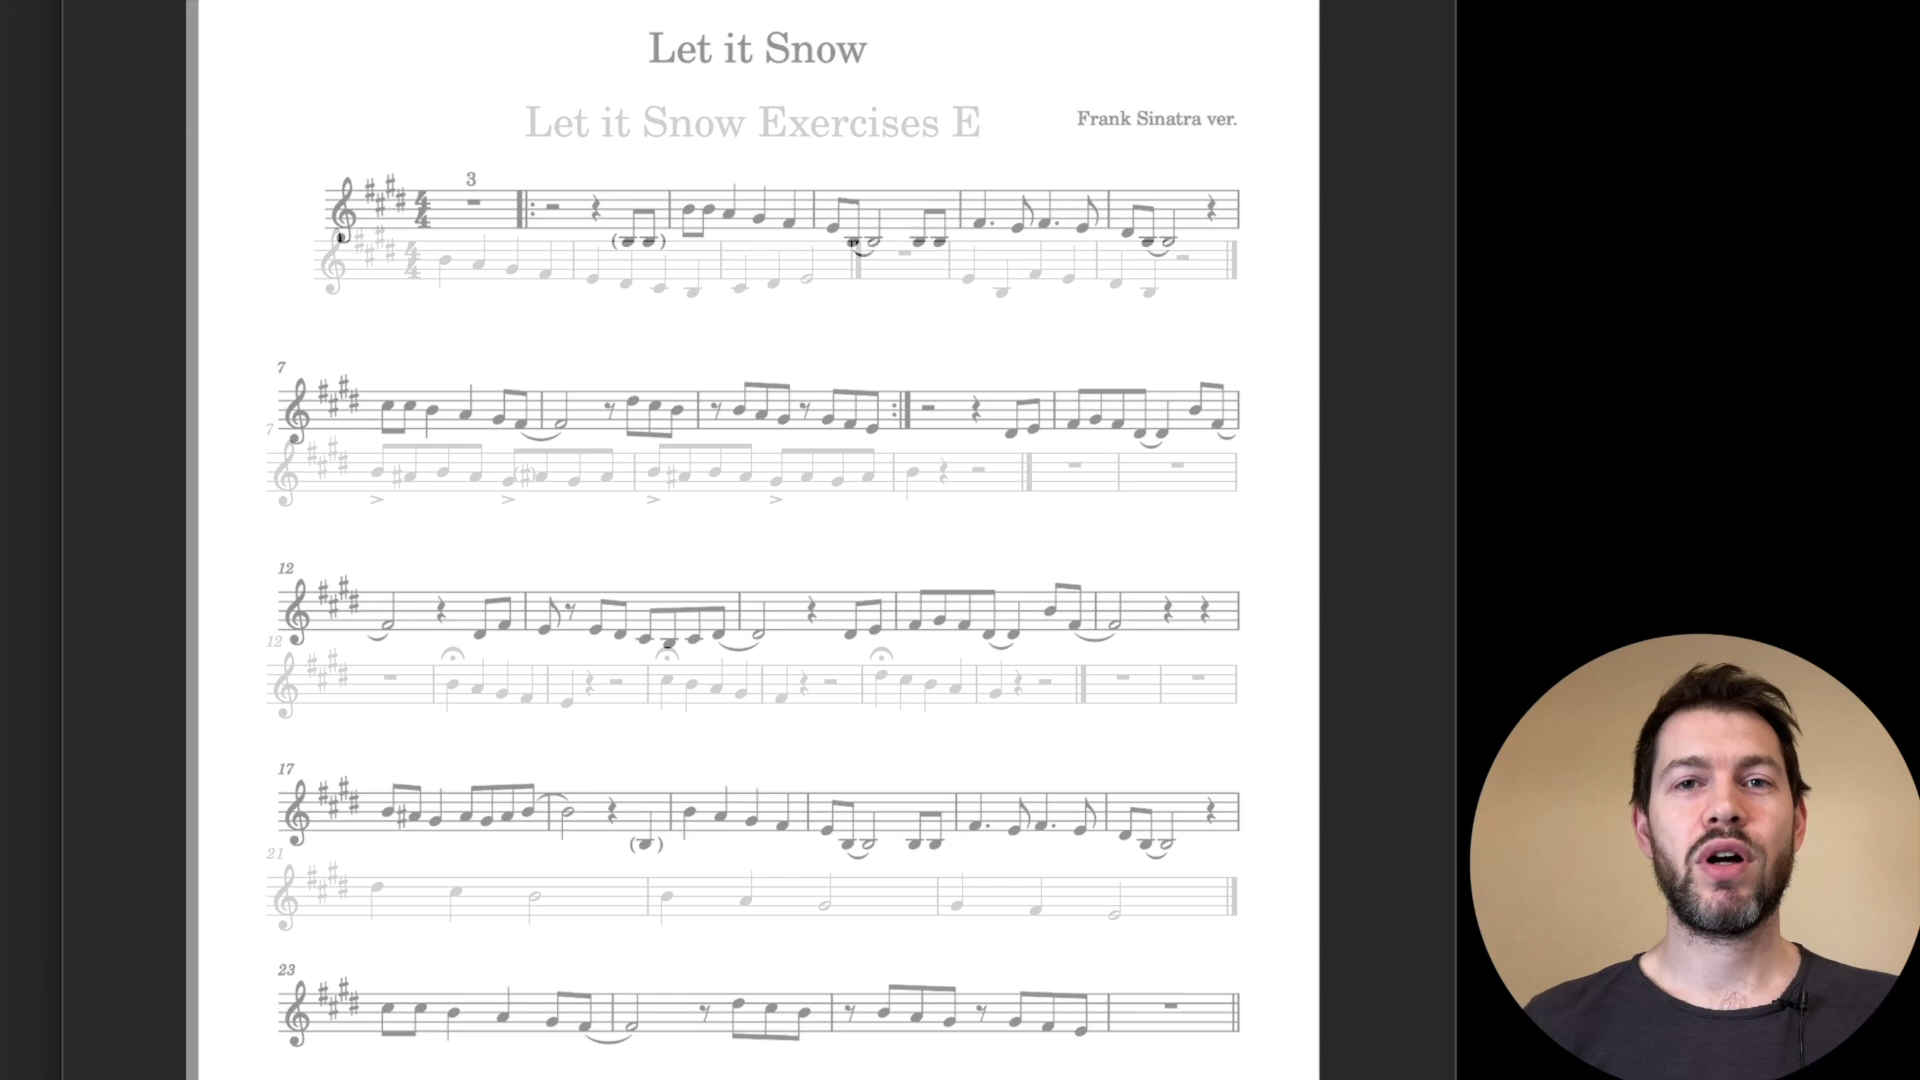 Let it Snow
Let it Snow Exercises E
Frank Sinatra ver.
3
7
7
12
12
17
21
23